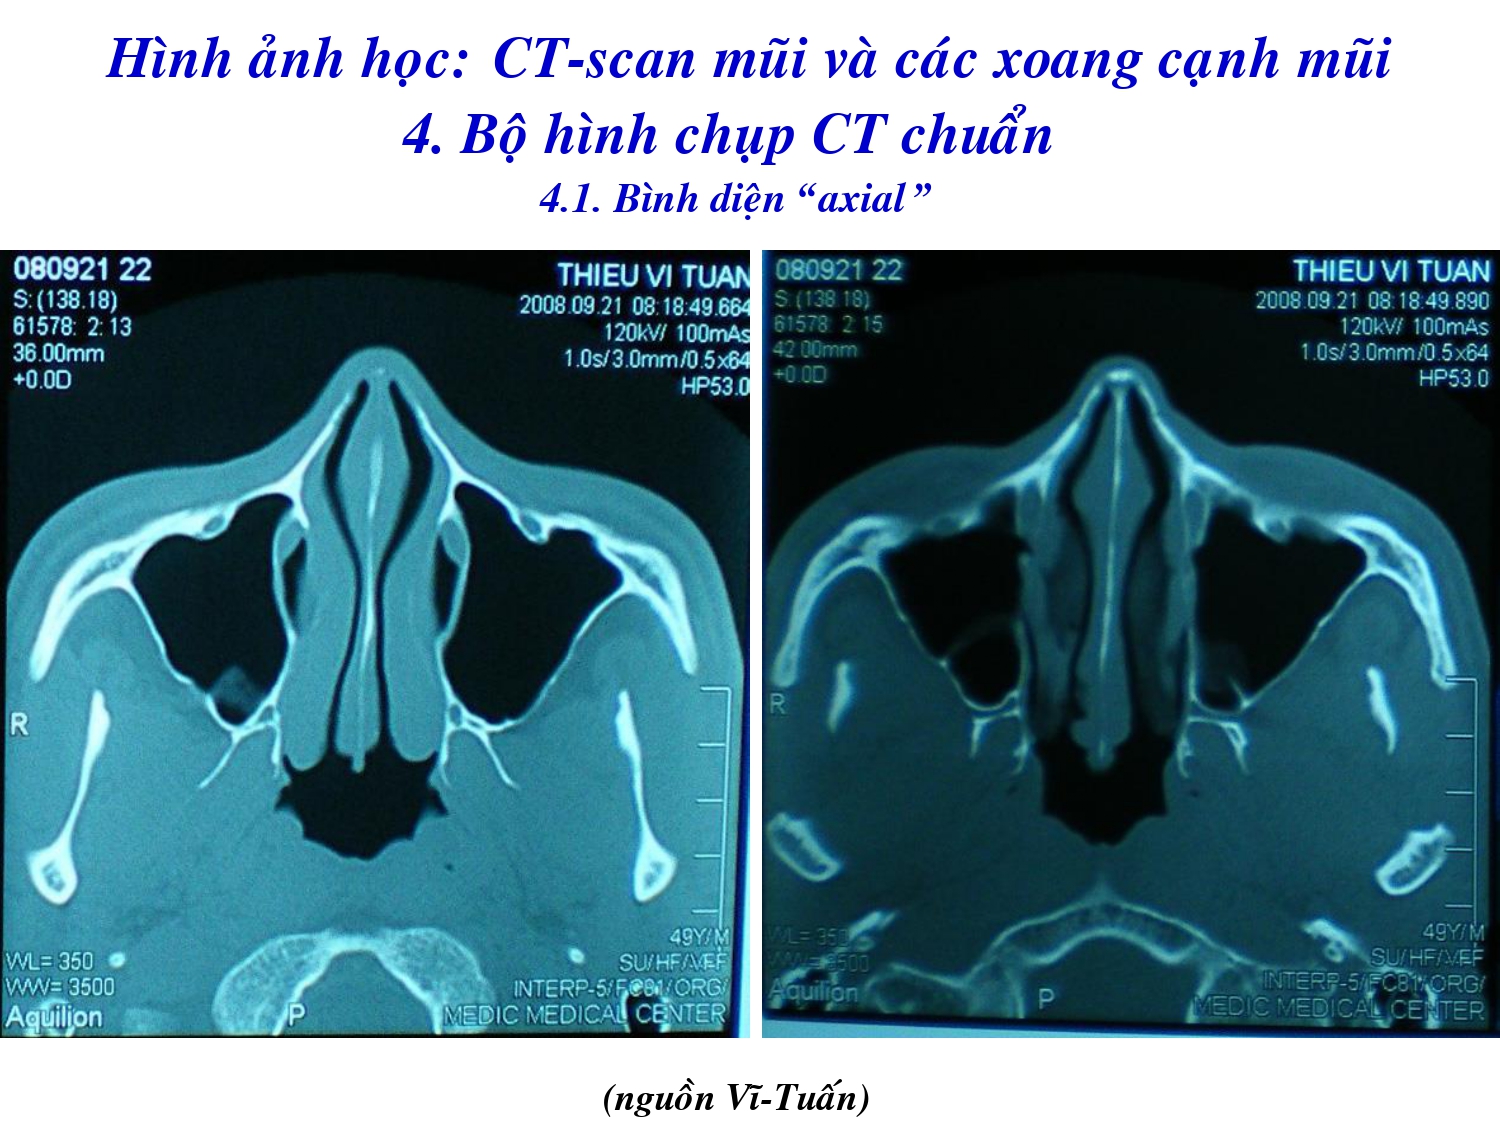 Hình ảnh học: CT-scan mũi và các xoang cạnh mũi
4. Bộ hình chụp CT chuẩn
4.1. Bình diện “axial”
080921 22
S: (138.18)
61578: 2: 13
36.00mm
+0.0D
THIEU VI TUAN
2008.09.21 08:18:49.664
120kV/ 100mAs
1.0s/3.0mm/0.5x64
HP53.0
R
WL= 350
WW= 3500
Aquilion
P
49Y/M
SU/HF/VFF
INTERP-5/FC81/ORG/
MEDIC MEDICAL CENTER
080921 22
S: (138.18)
61578: 2: 15
42.00mm
+0.0D
THIEU VI TUAN
2008.09.21 08:18:49.890
120kV/ 100mAs
1.0s/3.0mm/0.5x64
HP53.0
R
WL= 350
WW= 3500
Aquilion
P
49Y/M
SU/HF/VFF
INTERP-5/FC81/ORG/
MEDIC MEDICAL CENTER
(nguồn Vĩ-Tuấn)